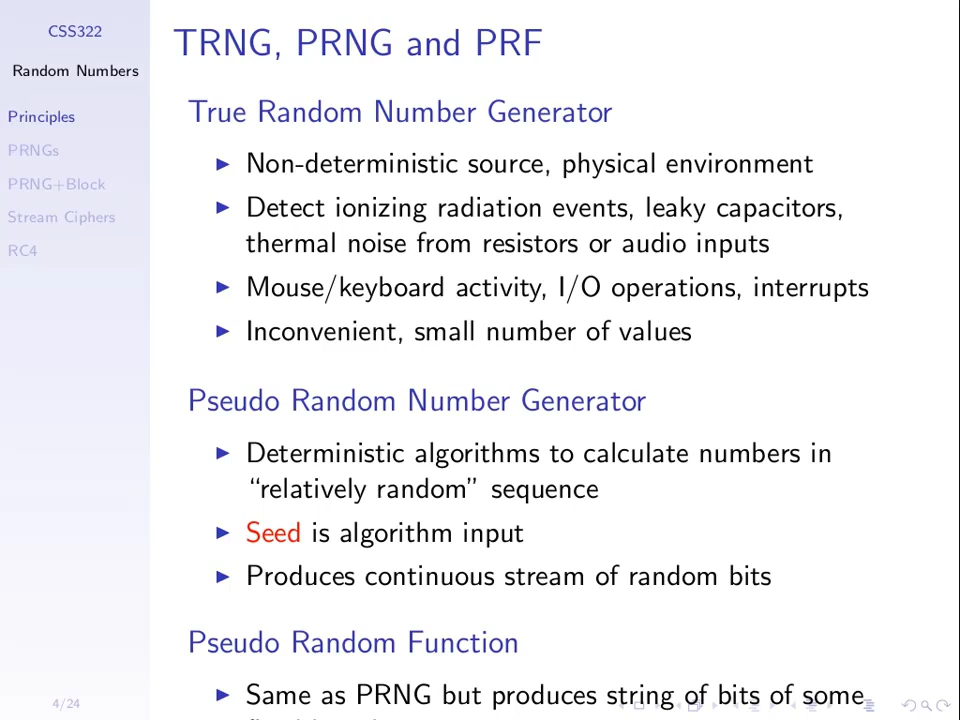 CSS322
Random Numbers
Principles
PRNGs
PRNG+Block
Stream Ciphers
RC4
4/24
TRNG, PRNG and PRF
True Random Number Generator
Non-deterministic source, physical environment
Detect ionizing radiation events, leaky capacitors,
thermal noise from resistors or audio inputs
Mouse/keyboard activity, I/O operations, interrupts
Inconvenient, small number of values
Pseudo Random Number Generator
Deterministic algorithms to calculate numbers in
“relatively random” sequence
Seed is algorithm input
Produces continuous stream of random bits
Pseudo Random Function
Same as PRNG but produces string of bits of some